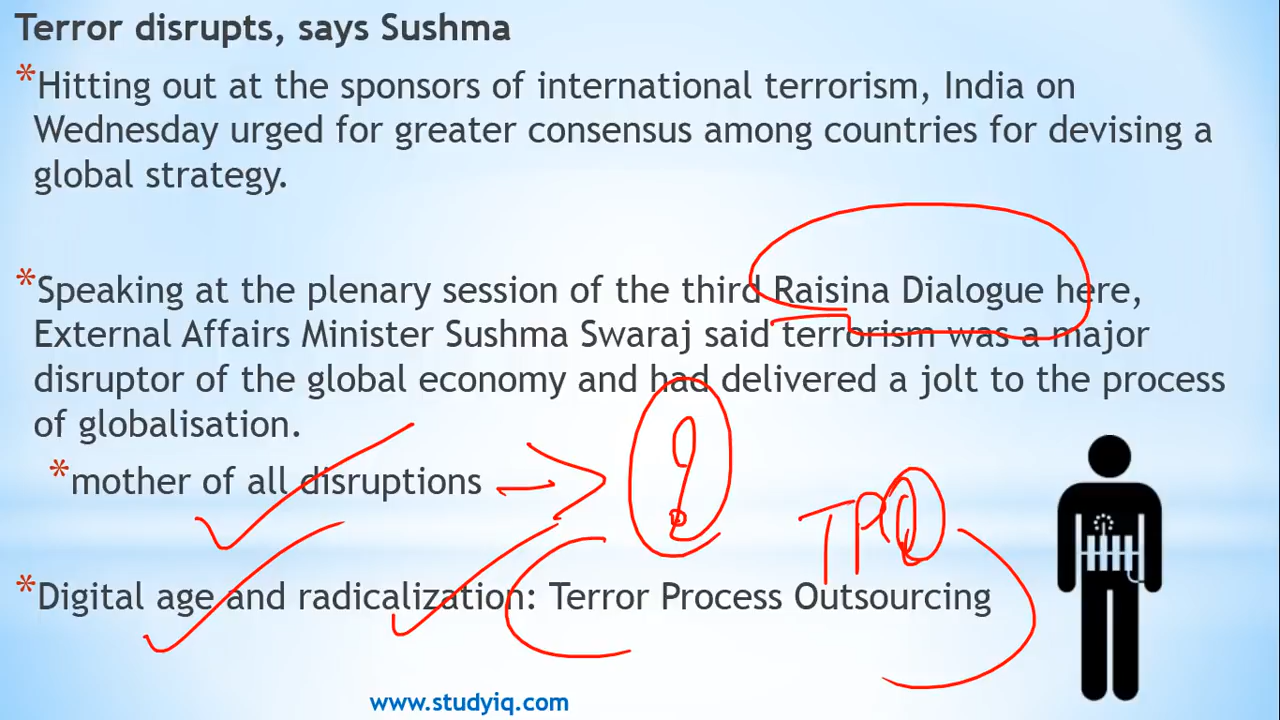 Terror disrupts, says Sushma
*Hitting out at the sponsors of international terrorism, India on
Wednesday urged for greater consensus among countries for devising a
global strategy.
*Speaking at the plenary session of the third Raisina Dialogue here,
External Affairs Minister Sushma Swaraj said terrorism was a major
disruptor of the global economy and had delivered a jolt to the process
of globalisation.
*mother of all disruptions
TPO
*Digital age and radicalization: Terror Process Outsourcing
www.studyiq.com